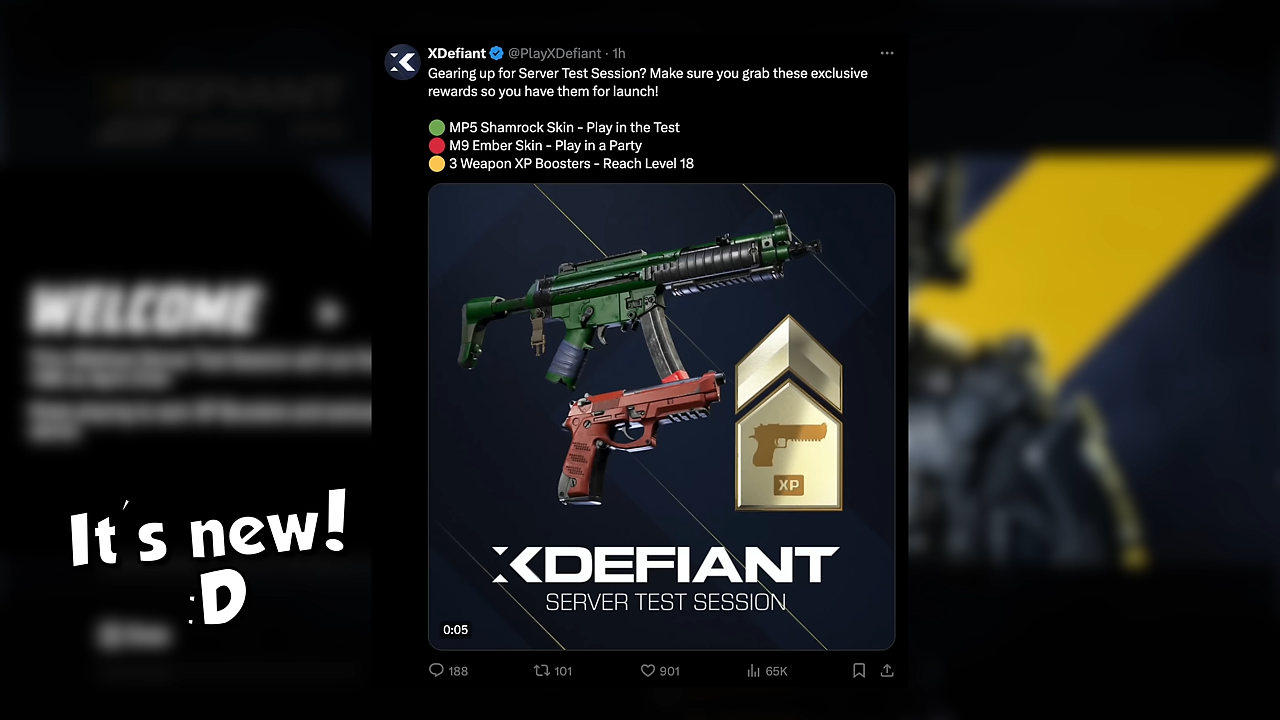 XDefiant @PlayXDefiant · 1h
Gearing up for Server Test Session? Make sure you grab these exclusive
rewards so you have them for launch!
MP5 Shamrock Skin - Play in the Test
M9 Ember Skin - Play in a Party
3 Weapon XP Boosters - Reach Level 18
XP
XDEFIANT
SERVER TEST SESSION
0:05
188 101 901 65K
WELCOME
It's new!
:D